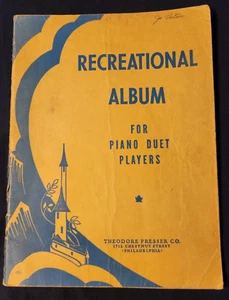 RECREATIONAL
ALBUM
FOR
PIANO DUET
PLAYERS
THEODORE PRESSER CO.
1712 CHESTNUT STREET
PHILADELPHIA